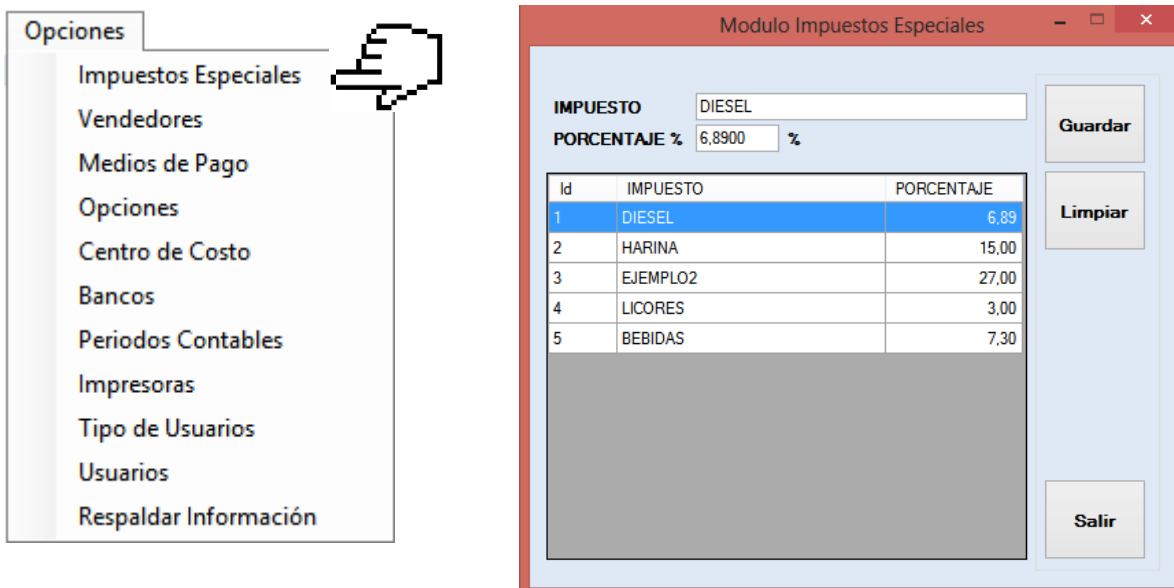 Opciones
Impuestos Especiales
Vendedores
Medios de Pago
Opciones
Centro de Costo
Bancos
Periodos Contables
Impresoras
Tipo de Usuarios
Usuarios
Respaldar Información
Modulo Impuestos Especiales
IMPUESTO DIESEL
PORCENTAJE % 6,8900 %
Guardar
Limpiar
Id IMPUESTO PORCENTAJE
1 DIESEL 6,89
2 HARINA 15,00
3 EJEMPLO2 27,00
4 LICORES 3,00
5 BEBIDAS 7,30
Salir